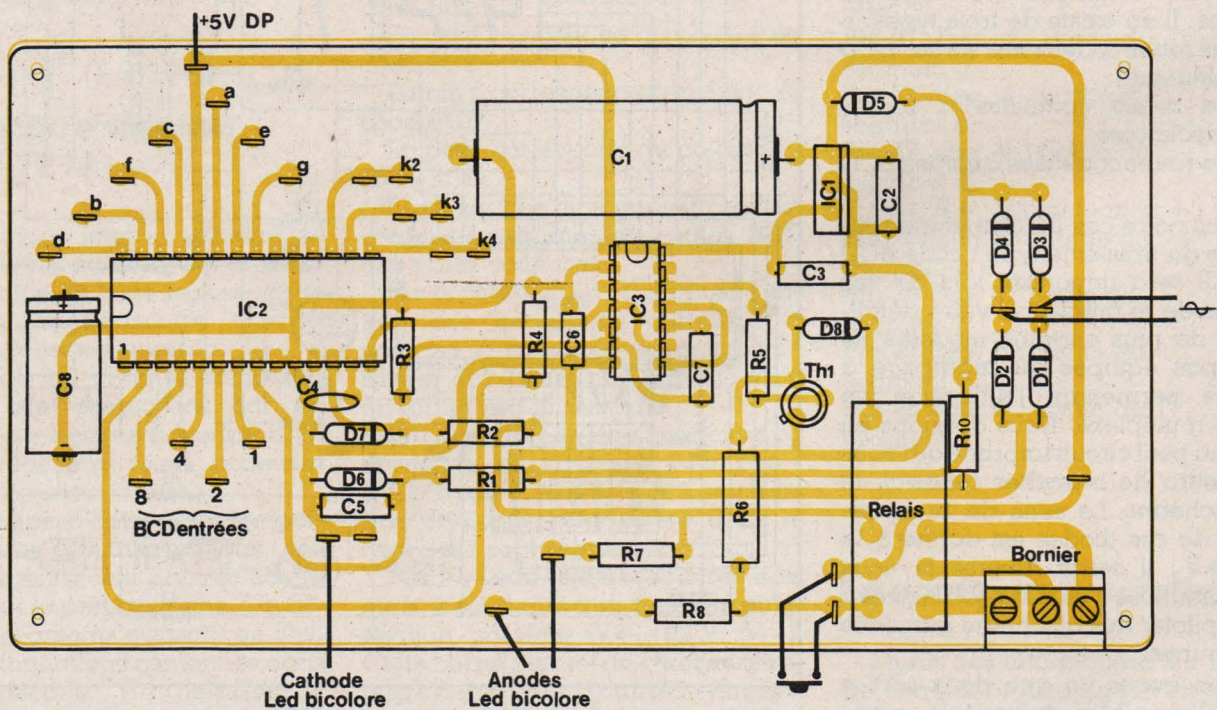 +5V DP
a
c
e
f
g
k2
b
k3
d
k4
IC2
1
C8
C4
R3
R4
C6
IC3
C7
R5
C1
+
IC1
C2
C3
D5
D4
D3
D8
Th1
D2
D1
R10
D7
R2
D6
R1
C5
R6
R7
R8
Relais
Bornier
8
4
2
1
BCD entrées
Cathode
Led bicolore
Anodes
Led bicolore
+